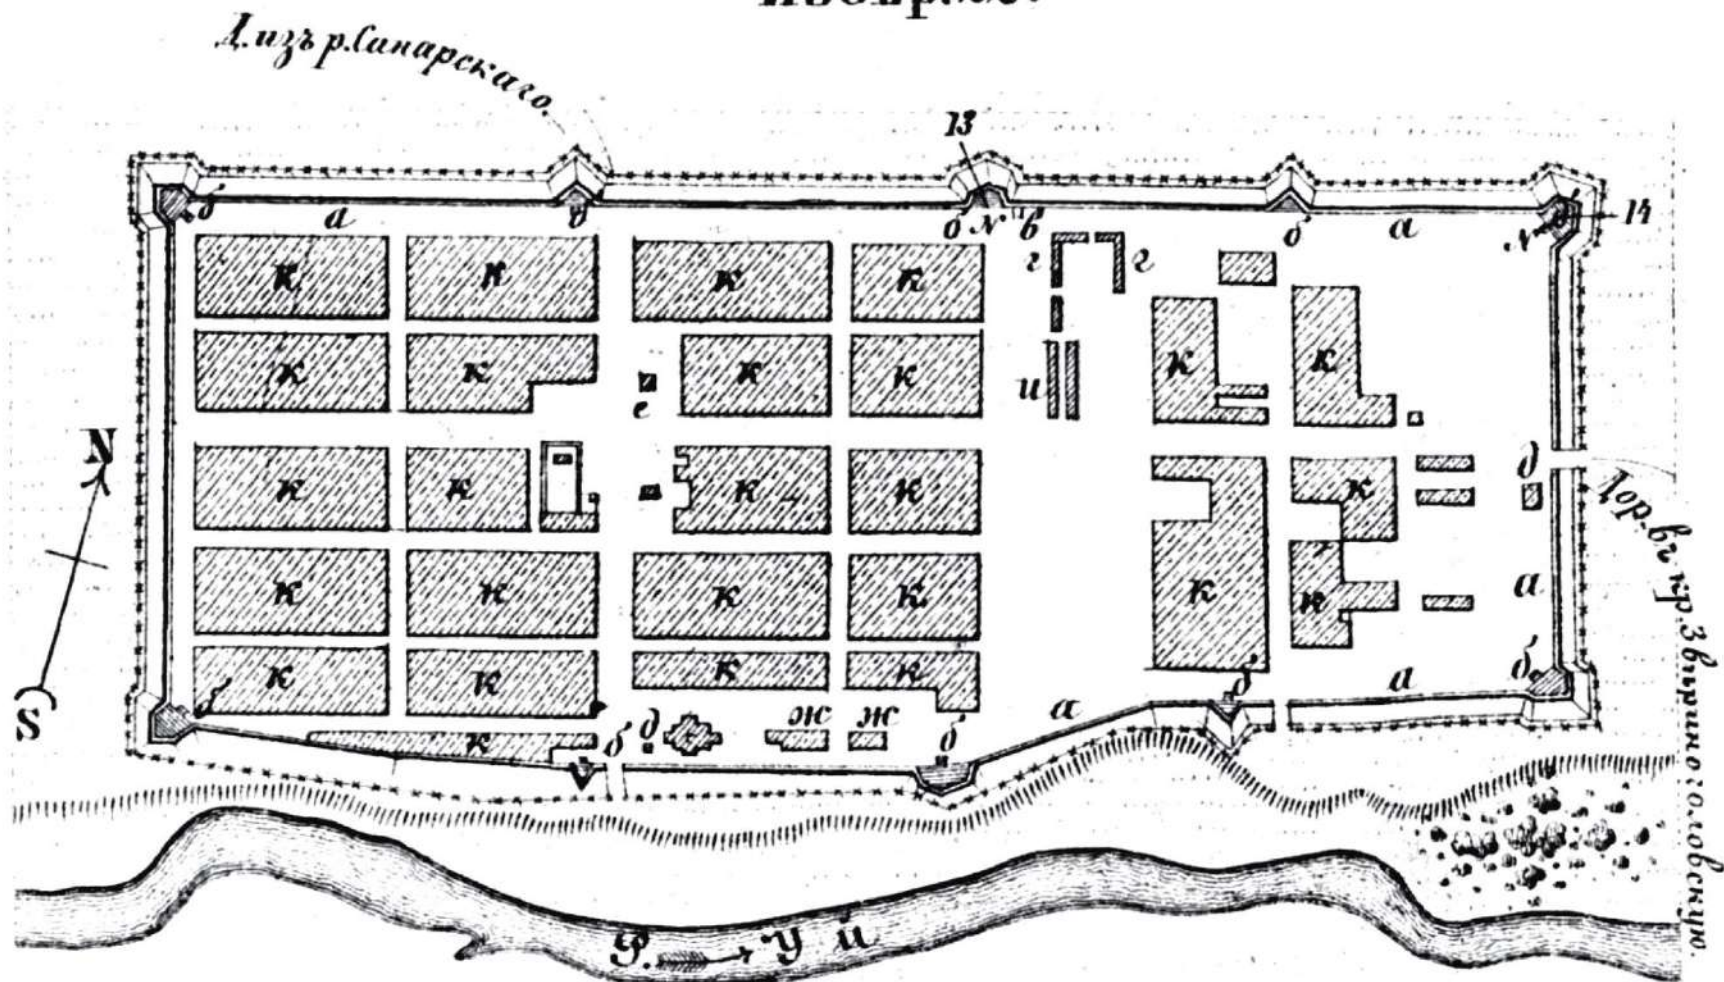 Д. изъ р. Санарскаго.
13
б а б б N в б а б N 14
к к к к г г
к к к к и к к
е
N
к к к к к д
Дор. въ кр. Звѣриноголовскую.
к к к к к к а
S
б к к к к б а б
б д ж ж б а
к
Р. Уй